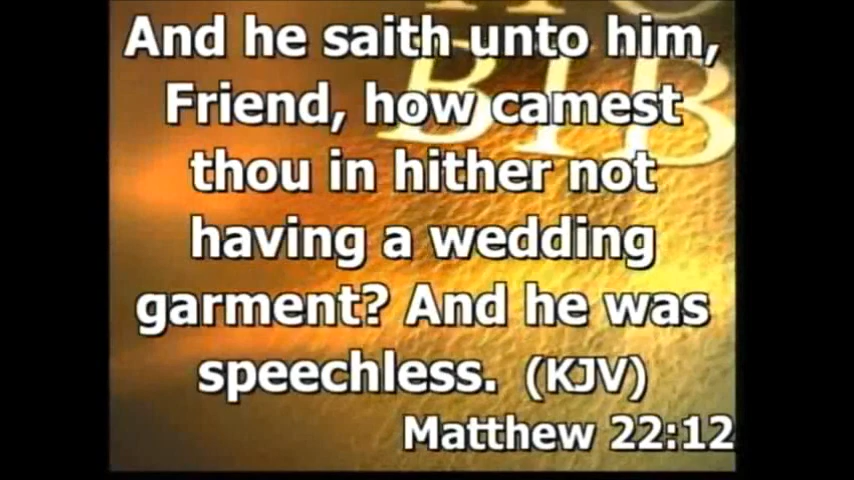 And he saith unto him,
Friend, how camest
thou in hither not
having a wedding
garment? And he was
speechless. (KJV)
Matthew 22:12
BIB